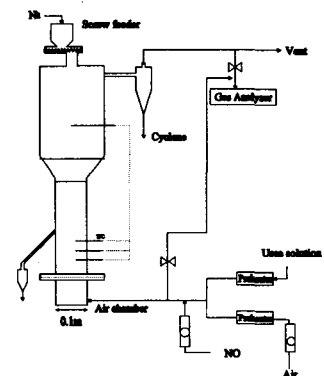 N₂
Screw feeder
Vent
Gas Analyser
Cyclone
TC
Urea solution
Preheater
Air chamber
0.1m
Preheater
NO
Air